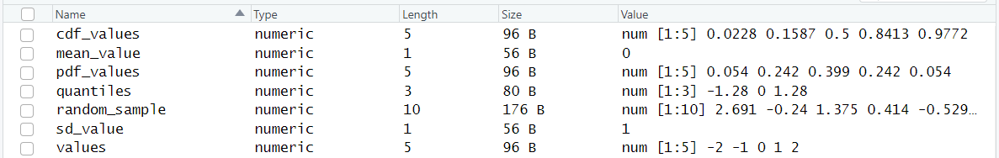 Name Type Length Size Value
cdf_values numeric 5 96 B num [1:5] 0.0228 0.1587 0.5 0.8413 0.9772
mean_value numeric 1 56 B 0
pdf_values numeric 5 96 B num [1:5] 0.054 0.242 0.399 0.242 0.054
quantiles numeric 3 80 B num [1:3] -1.28 0 1.28
random_sample numeric 10 176 B num [1:10] 2.691 -0.24 1.375 0.414 -0.529…
sd_value numeric 1 56 B 1
values numeric 5 96 B num [1:5] -2 -1 0 1 2